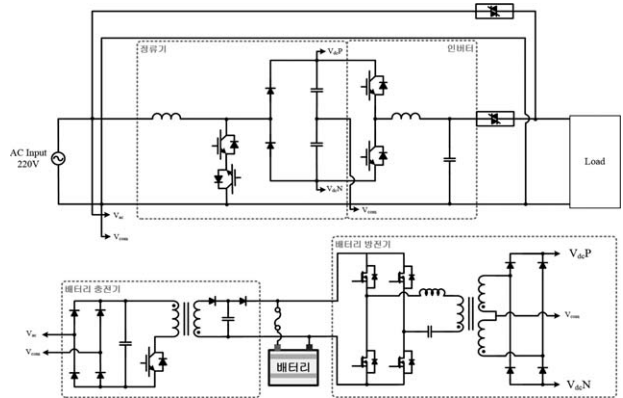 정류기
VdcP
인버터
AC Input
220V
Load
VdcN
Vac
Vcom
Vcom
배터리 방전기
배터리 충전기
VdcP
Vac
Vcom
Vcom
배터리
VdcN